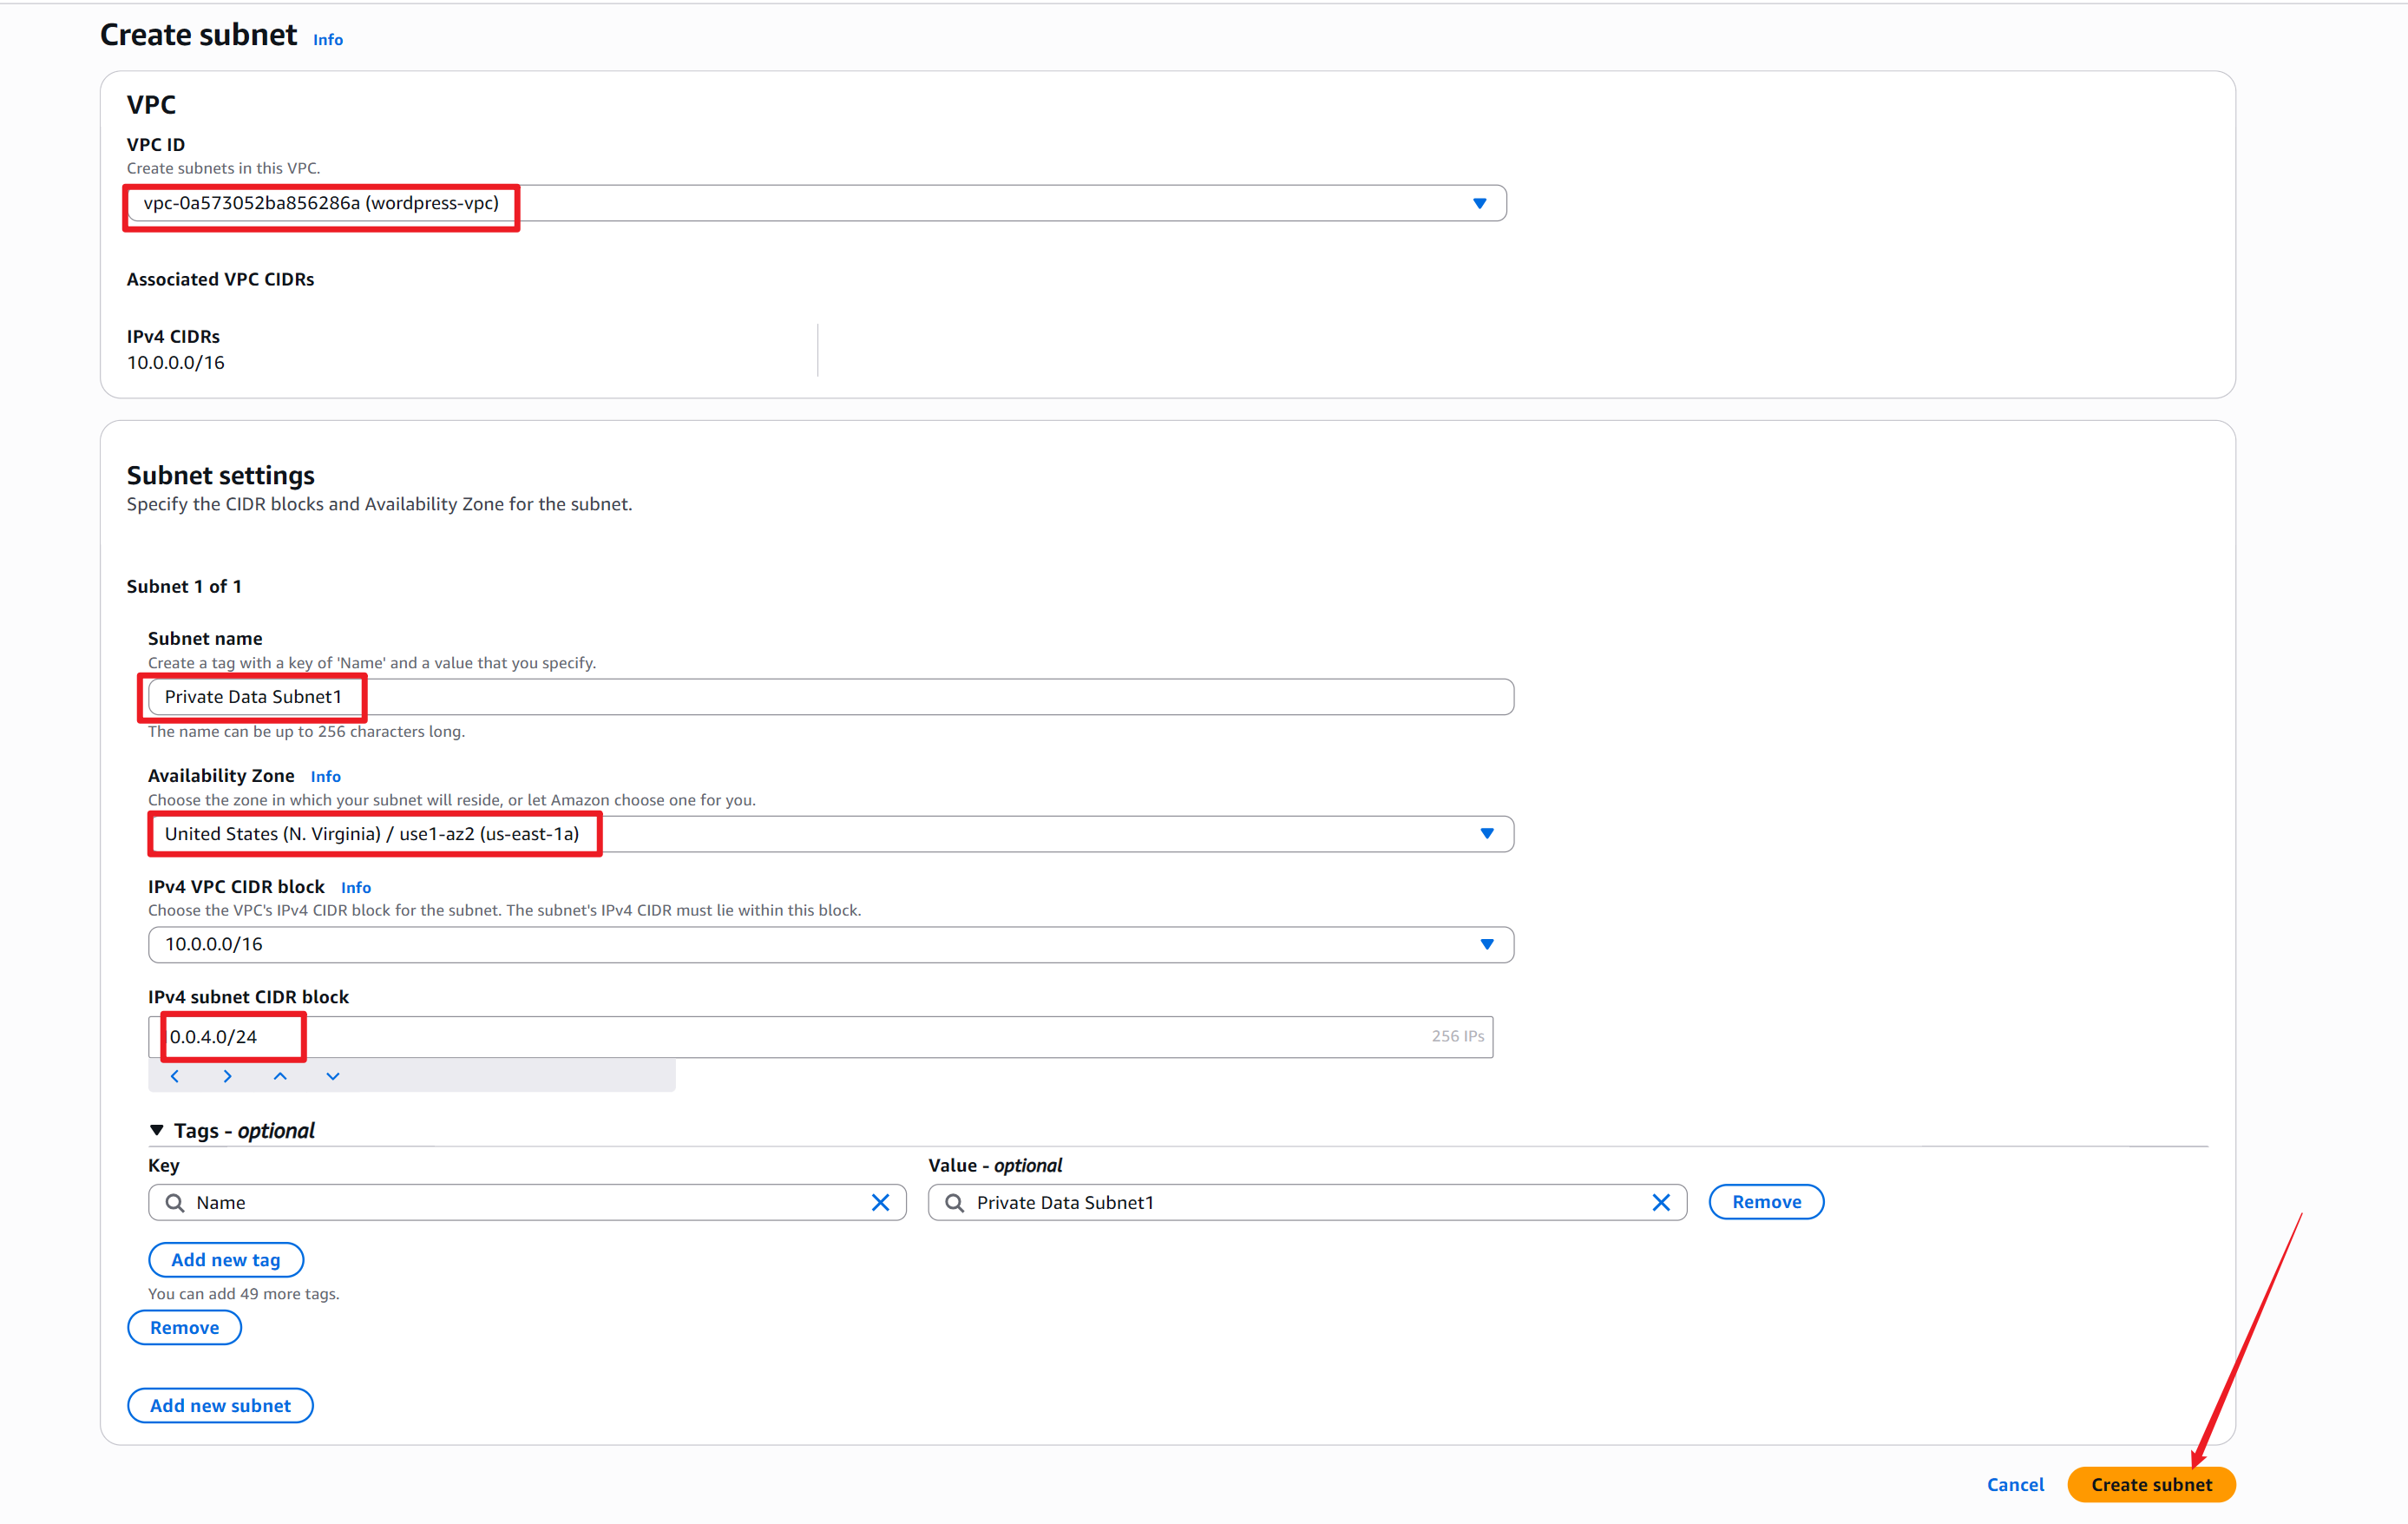 Create subnet Info
VPC
VPC ID
Create subnets in this VPC.
vpc-0a573052ba856286a (wordpress-vpc)
Associated VPC CIDRs
IPv4 CIDRs
10.0.0.0/16
Subnet settings
Specify the CIDR blocks and Availability Zone for the subnet.
Subnet 1 of 1
Subnet name
Create a tag with a key of 'Name' and a value that you specify.
Private Data Subnet1
The name can be up to 256 characters long.
Availability Zone Info
Choose the zone in which your subnet will reside, or let Amazon choose one for you.
United States (N. Virginia) / use1-az2 (us-east-1a)
IPv4 VPC CIDR block Info
Choose the VPC's IPv4 CIDR block for the subnet. The subnet's IPv4 CIDR must lie within this block.
10.0.0.0/16
IPv4 subnet CIDR block
0.0.4.0/24 256 IPs
Tags - optional
Key Value - optional
Name Private Data Subnet1 Remove
Add new tag
You can add 49 more tags.
Remove
Add new subnet
Cancel Create subnet